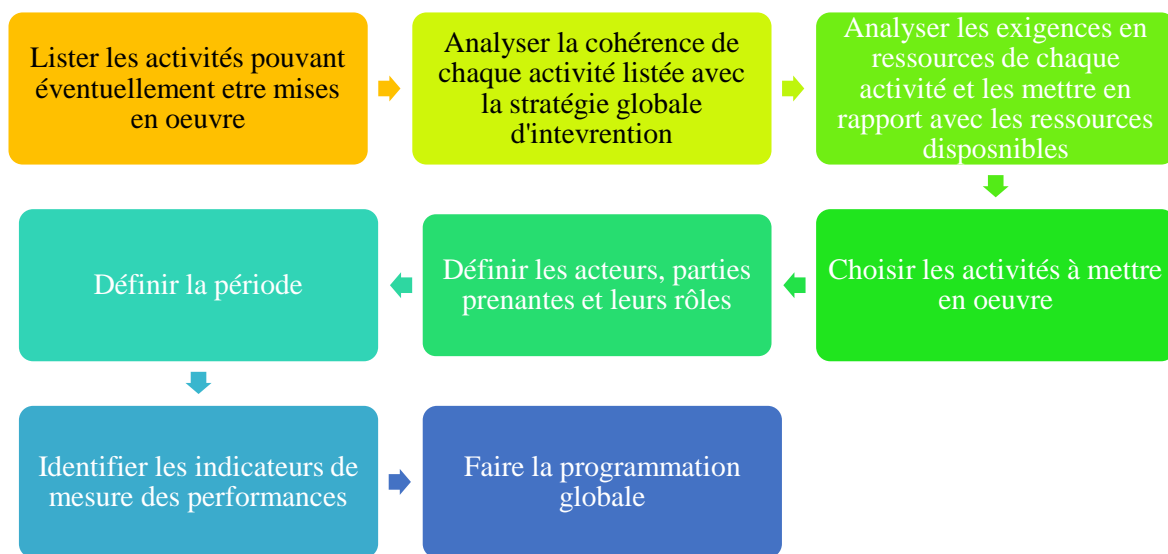 Lister les activités pouvant
éventuellement etre mises
en oeuvre
Analyser la cohérence de
chaque activité listée avec
la stratégie globale
d'intevrention
Analyser les exigences en
ressources de chaque
activité et les mettre en
rapport avec les ressources
disposnibles
Choisir les activités à mettre
en oeuvre
Définir les acteurs, parties
prenantes et leurs rôles
Définir la période
Identifier les indicateurs de
mesure des performances
Faire la programmation
globale